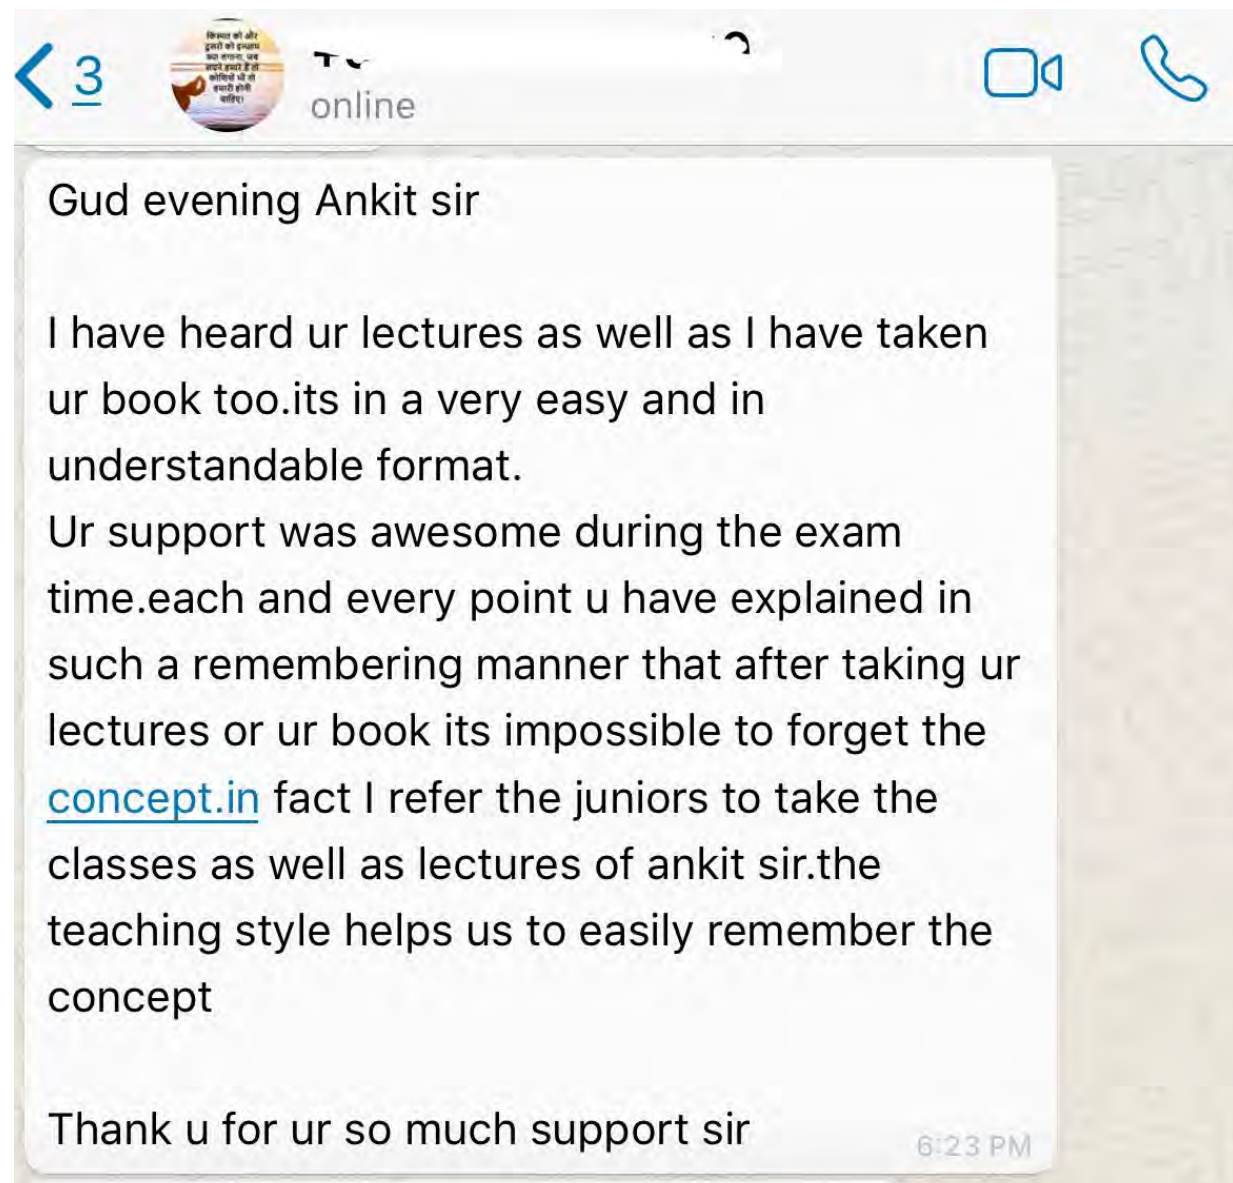 3
online
Gud evening Ankit sir
I have heard ur lectures as well as I have taken
ur book too.its in a very easy and in
understandable format.
Ur support was awesome during the exam
time.each and every point u have explained in
such a remembering manner that after taking ur
lectures or ur book its impossible to forget the
concept.in fact I refer the juniors to take the
classes as well as lectures of ankit sir.the
teaching style helps us to easily remember the
concept
Thank u for ur so much support sir
6:23 PM